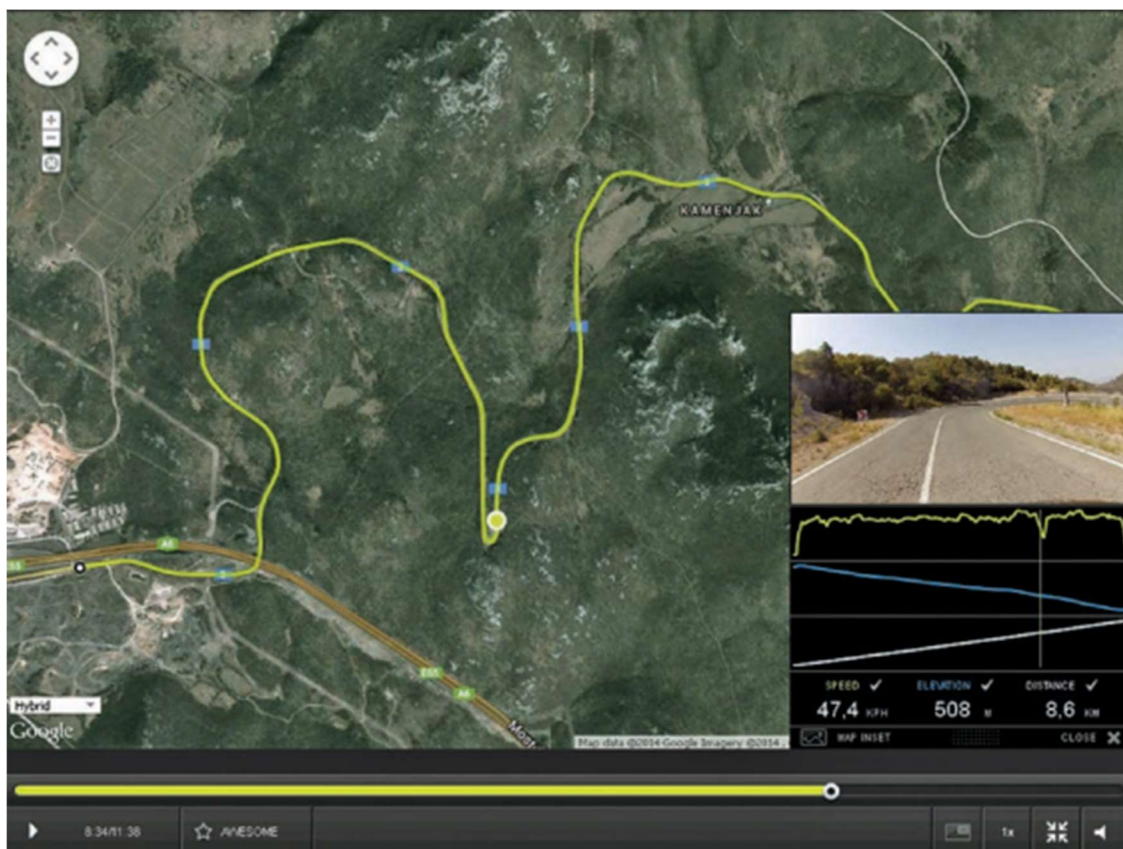 KAMENJAK
A6
E65
A6
SPEED
ELEVATION
DISTANCE
47,4 KPH
508 M
8,6 KM
Hybrid
Google
Map data ©2014 Google Imagery ©2014
MAP INSET
CLOSE
8:34/11:38
AWESOME
1x